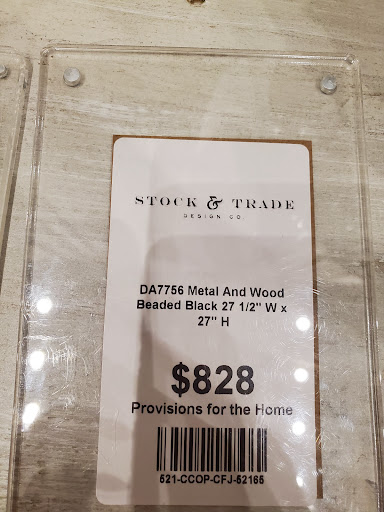 STOCK & TRADE
DESIGN CO.
DA7756 Metal And Wood
Beaded Black 27 1/2" W x
27" H
$828
Provisions for the Home
521-CCOP-CFJ-52165